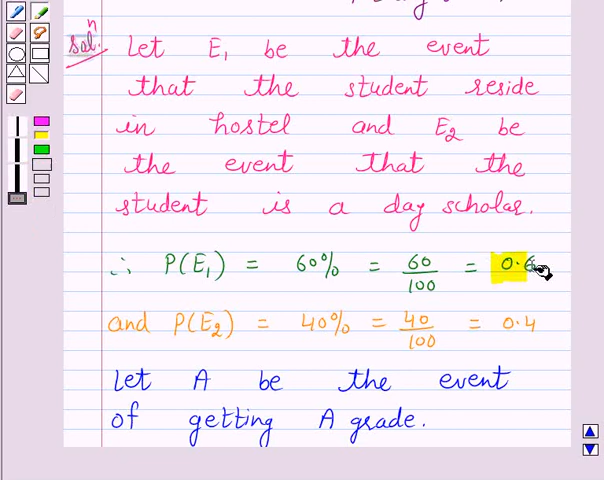 Solⁿ. Let E₁ be the event
that the student reside
in hostel and E₂ be
the event that the
student is a day scholar.
∴ P(E₁) = 60% = 60/100 = 0.6
and P(E₂) = 40% = 40/100 = 0.4
Let A be the event
of getting A grade.